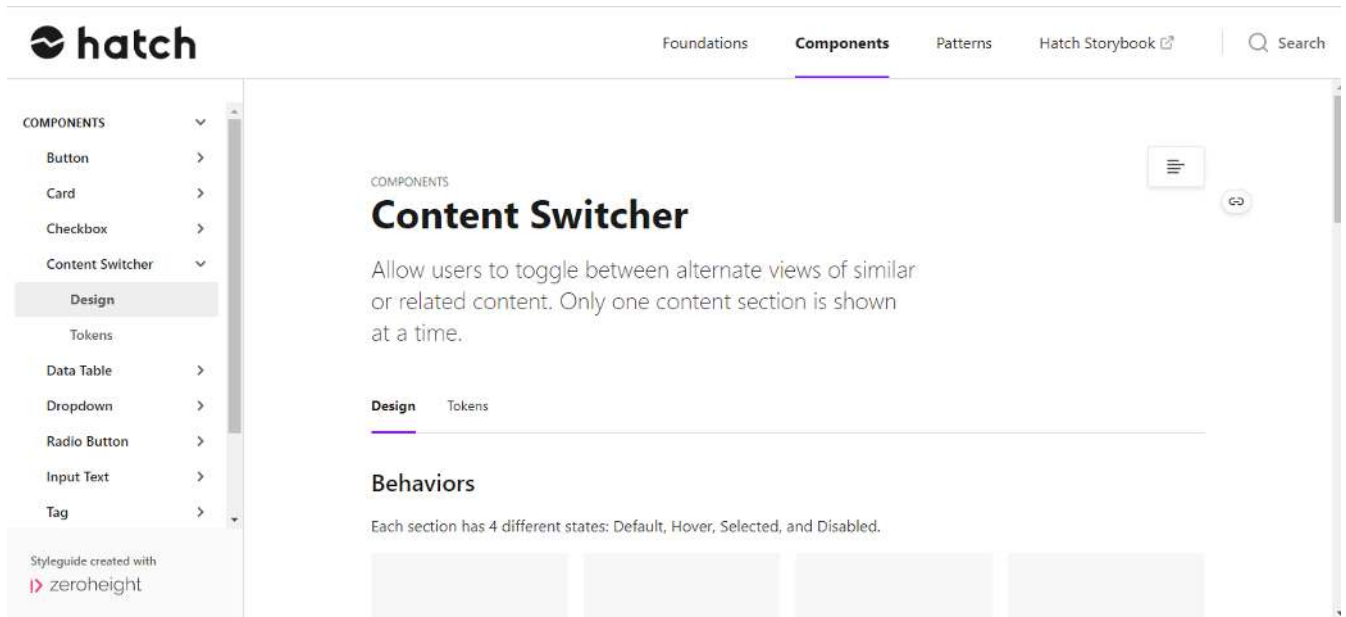 hatch
Foundations Components Patterns Hatch Storybook Search
COMPONENTS
Button
Card
Checkbox
Content Switcher
Design
Tokens
Data Table
Dropdown
Radio Button
Input Text
Tag
Styleguide created with
zeroheight
COMPONENTS
Content Switcher
Allow users to toggle between alternate views of similar
or related content. Only one content section is shown
at a time.
Design Tokens
Behaviors
Each section has 4 different states: Default, Hover, Selected, and Disabled.